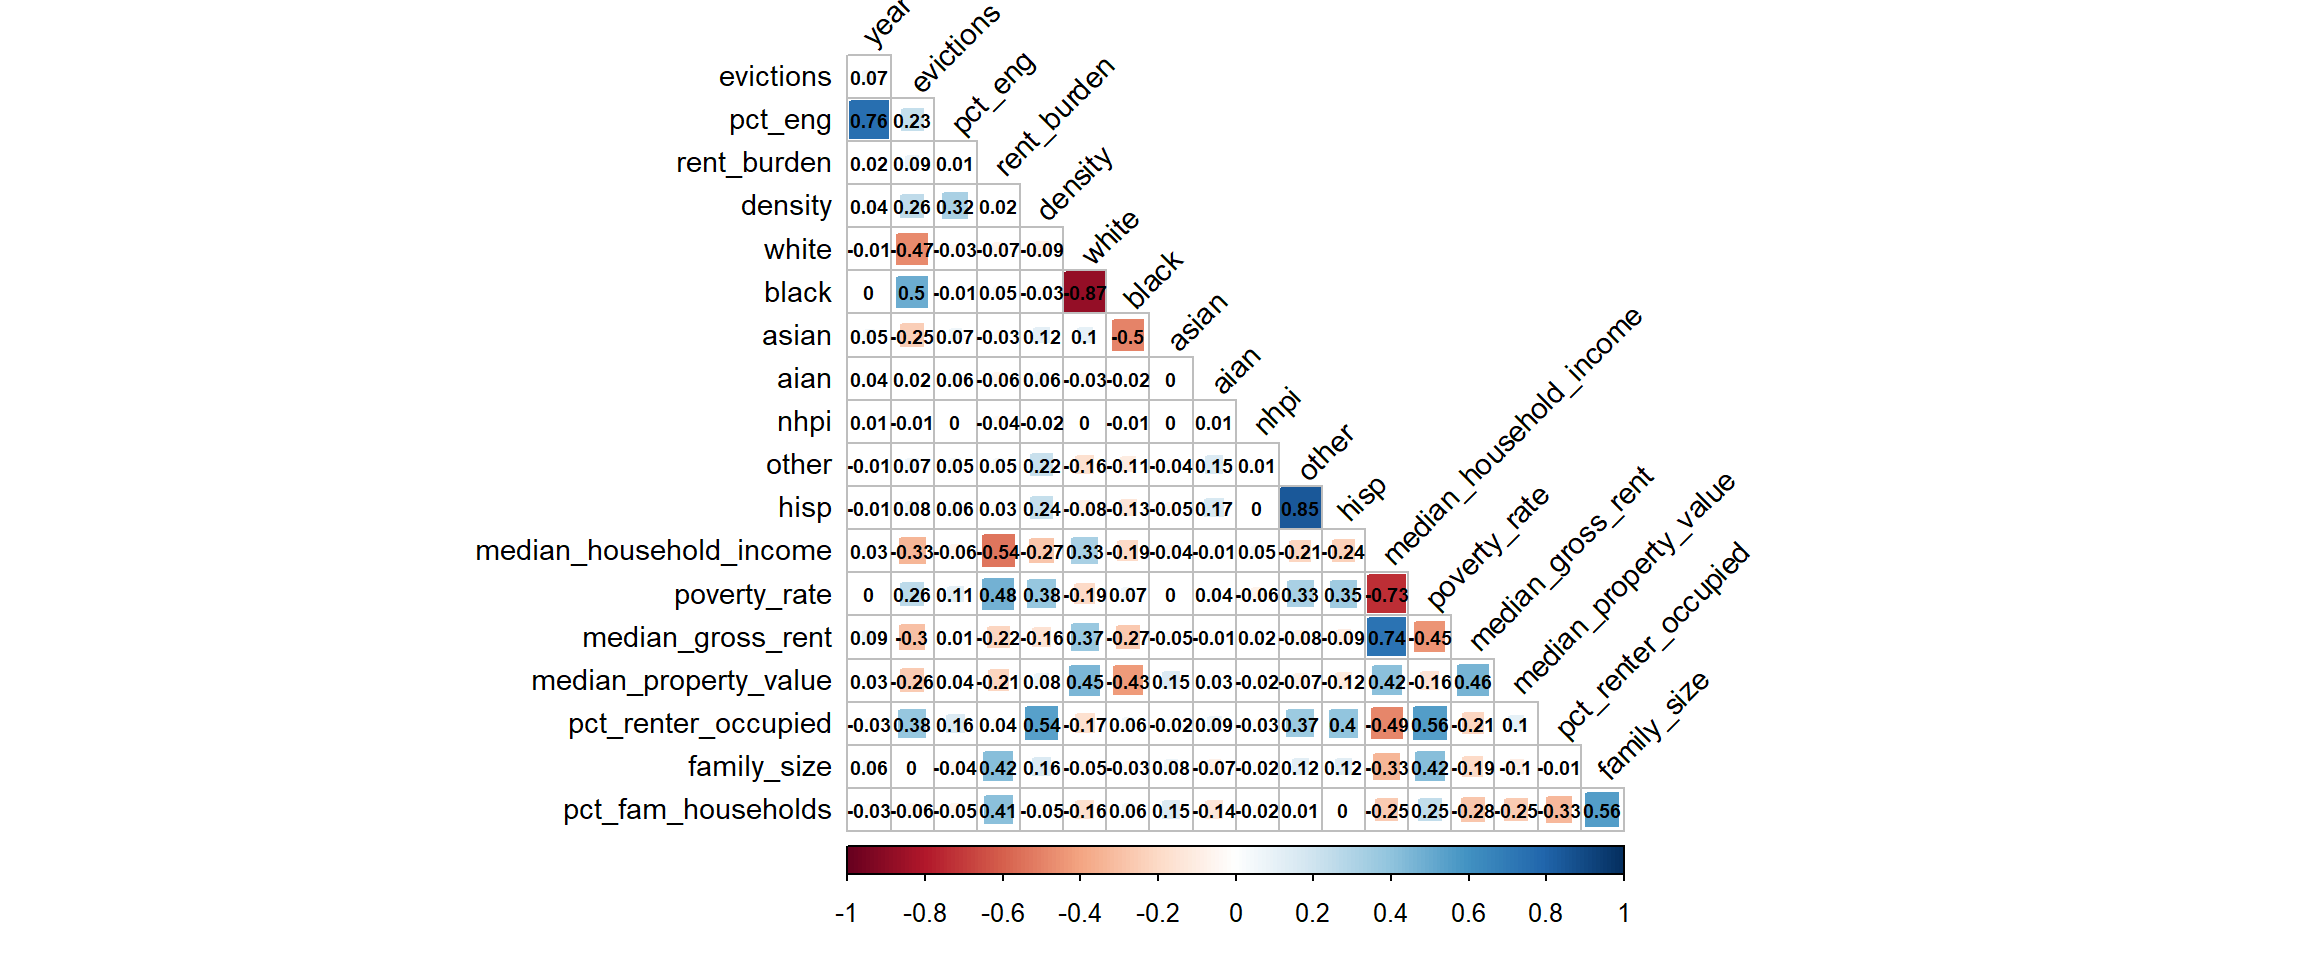 year
evictions 0.07 evictions
pct_eng 0.76 0.23 pct_eng
rent_burden 0.02 0.09 0.01 rent_burden
density 0.04 0.26 0.32 0.02 density
white -0.01 -0.47 -0.03 -0.07 -0.09 white
black 0 0.5 -0.01 0.05 -0.03 -0.87 black
asian 0.05 -0.25 0.07 -0.03 0.12 0.1 -0.5 asian
aian 0.04 0.02 0.06 -0.06 0.06 -0.03 -0.02 0 aian
nhpi 0.01 -0.01 0 -0.04 -0.02 0 -0.01 0 0.01 nhpi
other -0.01 0.07 0.05 0.05 0.22 -0.16 -0.11 -0.04 0.15 0.01 other
hisp -0.01 0.08 0.06 0.03 0.24 -0.08 -0.13 -0.05 0.17 0 0.85 hisp
median_household_income 0.03 -0.33 -0.06 -0.54 -0.27 0.33 -0.19 -0.04 -0.01 0.05 -0.21 -0.24 median_household_income
poverty_rate 0 0.26 0.11 0.48 0.38 -0.19 0.07 0 0.04 -0.06 0.33 0.35 -0.73 poverty_rate
median_gross_rent 0.09 -0.3 0.01 -0.22 -0.16 0.37 -0.27 -0.05 -0.01 0.02 -0.08 -0.09 0.74 -0.45 median_gross_rent
median_property_value 0.03 -0.26 0.04 -0.21 0.08 0.45 -0.43 0.15 0.03 -0.02 -0.07 -0.12 0.42 -0.16 0.46 median_property_value
pct_renter_occupied -0.03 0.38 0.16 0.04 0.54 -0.17 0.06 -0.02 0.09 -0.03 0.37 0.4 -0.49 0.56 -0.21 0.1 pct_renter_occupied
family_size 0.06 0 -0.04 0.42 0.16 -0.05 -0.03 0.08 -0.07 -0.02 0.12 0.12 -0.33 0.42 -0.19 -0.1 -0.01 family_size
pct_fam_households -0.03 -0.06 -0.05 0.41 -0.05 -0.16 0.06 0.15 -0.14 -0.02 0.01 0 -0.25 0.25 -0.28 -0.25 -0.33 0.56
-1 -0.8 -0.6 -0.4 -0.2 0 0.2 0.4 0.6 0.8 1